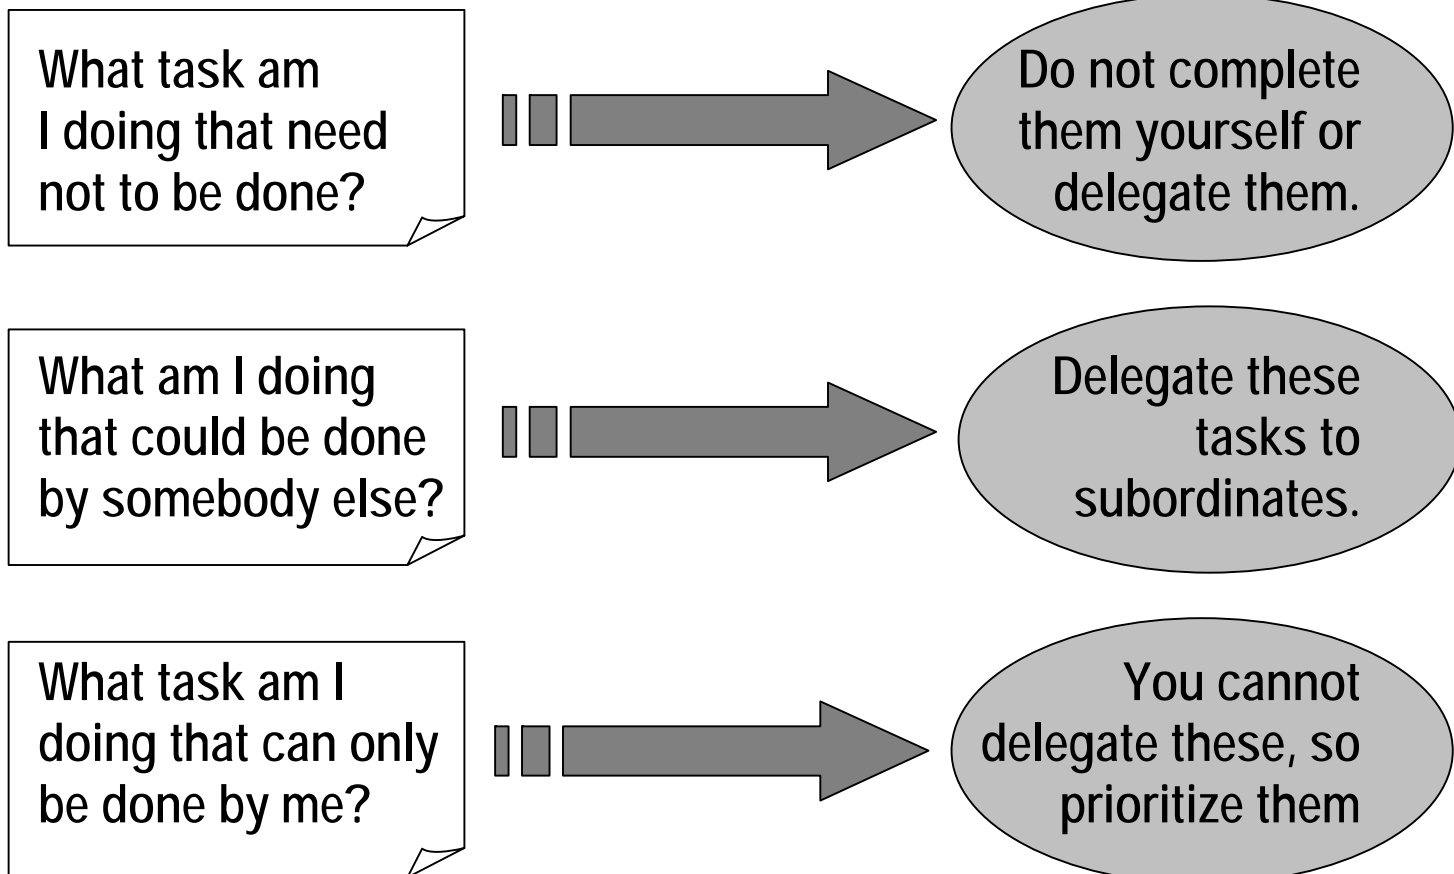 What task am
I doing that need
not to be done?
Do not complete
them yourself or
delegate them.
What am I doing
that could be done
by somebody else?
Delegate these
tasks to
subordinates.
What task am I
doing that can only
be done by me?
You cannot
delegate these, so
prioritize them